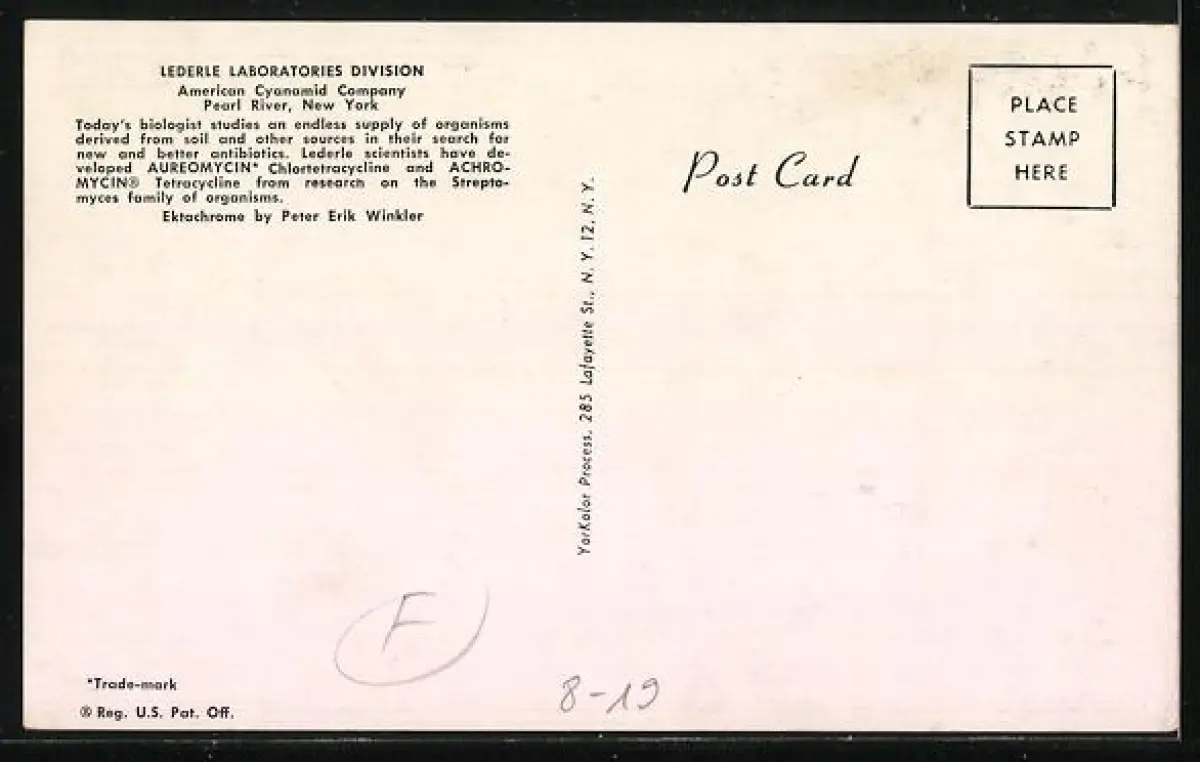 LEDERLE LABORATORIES DIVISION
American Cyanamid Company
Pearl River, New York
Today's biologist studies an endless supply of organisms
derived from soil and other sources in their search for
new and better antibiotics. Lederle scientists have de-
veloped AUREOMYCIN* Chlortetracycline and ACHRO-
MYCIN® Tetracycline from research on the Strepto-
myces family of organisms.
Ektachrome by Peter Erik Winkler
*Trade-mark
® Reg. U.S. Pat. Off.
F
8-19
YorKolor Process, 285 Lafayette St., N. Y. 12, N. Y.
Post Card
PLACE
STAMP
HERE